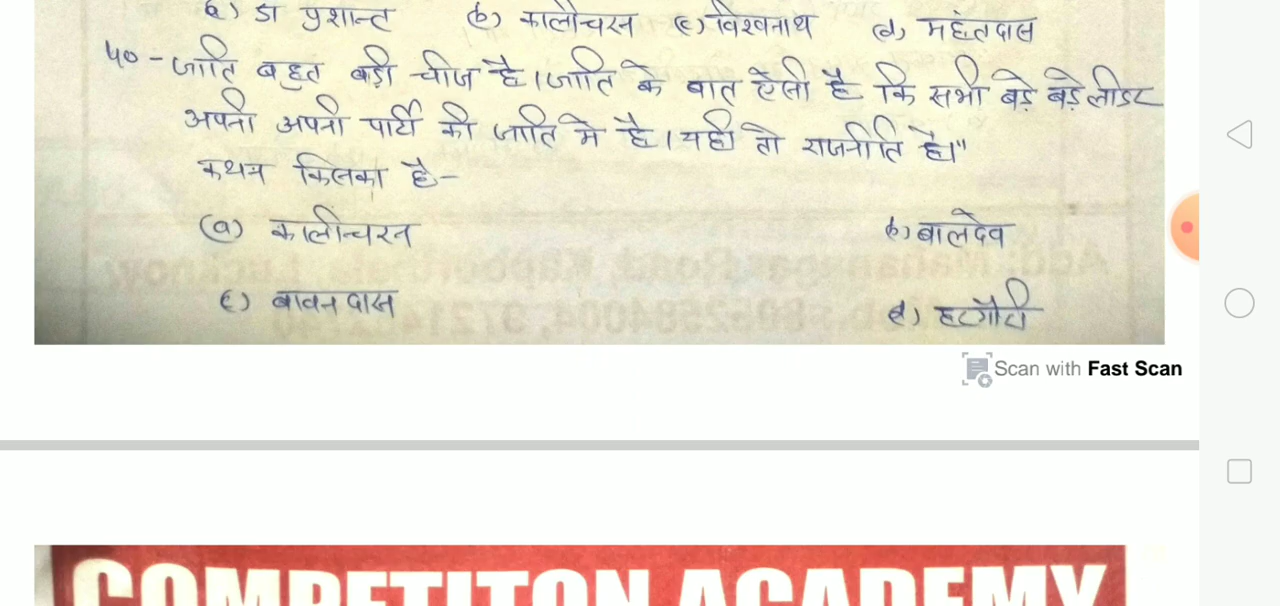 a) डा प्रशान्त b) कालीचरन c) विश्वनाथ d) महंतदास
५० - जाति बहुत बड़ी चीज है। जाति के बात ऐसी है कि सभी बड़े बड़े लीडर
अपनी अपनी पार्टी की जाति मे है। यही तो राजनीति है।"
कथन किसका है-
(a) कालीचरन b) बालदेव
c) बावनदास d) हरगौरी
Scan with Fast Scan
COMPETITON ACADEMY